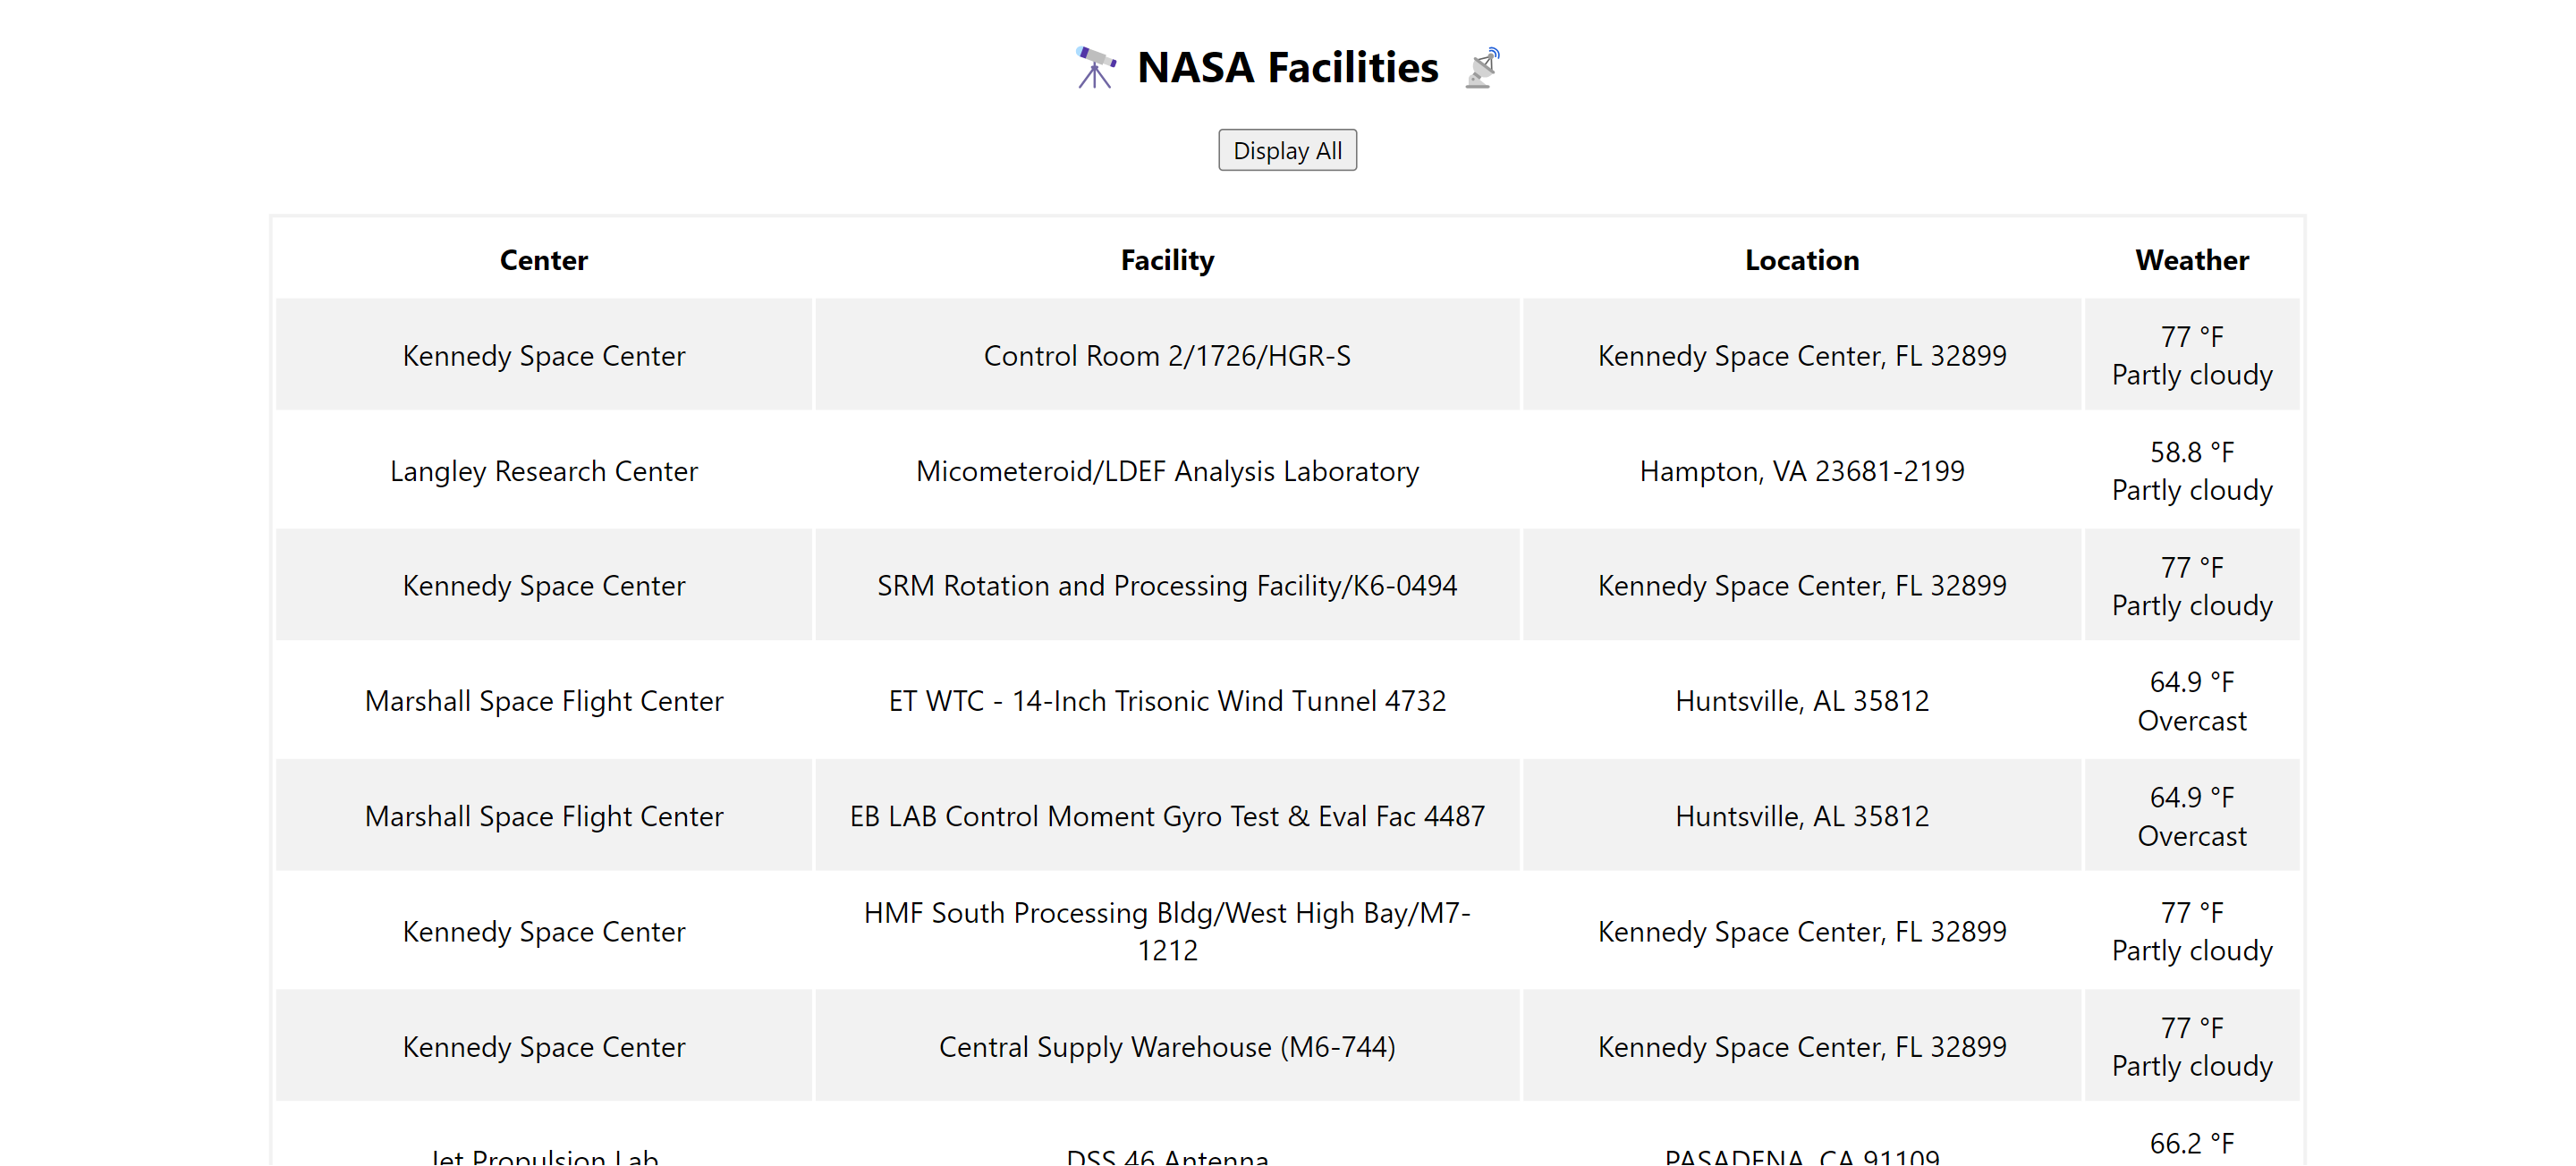 NASA Facilities
Display All
Center Facility Location Weather
Kennedy Space Center Control Room 2/1726/HGR-S Kennedy Space Center, FL 32899 77 °F
Partly cloudy
Langley Research Center Micometeroid/LDEF Analysis Laboratory Hampton, VA 23681-2199 58.8 °F
Partly cloudy
Kennedy Space Center SRM Rotation and Processing Facility/K6-0494 Kennedy Space Center, FL 32899 77 °F
Partly cloudy
Marshall Space Flight Center ET WTC - 14-Inch Trisonic Wind Tunnel 4732 Huntsville, AL 35812 64.9 °F
Overcast
Marshall Space Flight Center EB LAB Control Moment Gyro Test & Eval Fac 4487 Huntsville, AL 35812 64.9 °F
Overcast
Kennedy Space Center HMF South Processing Bldg/West High Bay/M7-
1212 Kennedy Space Center, FL 32899 77 °F
Partly cloudy
Kennedy Space Center Central Supply Warehouse (M6-744) Kennedy Space Center, FL 32899 77 °F
Partly cloudy
Jet Propulsion Lab DSS 46 Antenna PASADENA, CA 91109 66.2 °F